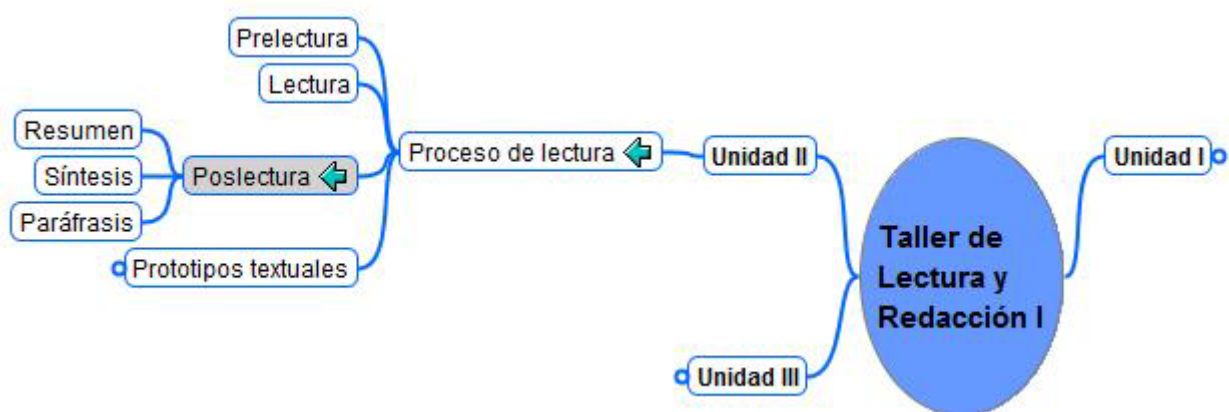 Prelectura
Lectura
Resumen
Síntesis
Paráfrasis
Poslectura
Prototipos textuales
Proceso de lectura
Unidad II
Unidad III
Taller de
Lectura y
Redacción I
Unidad I